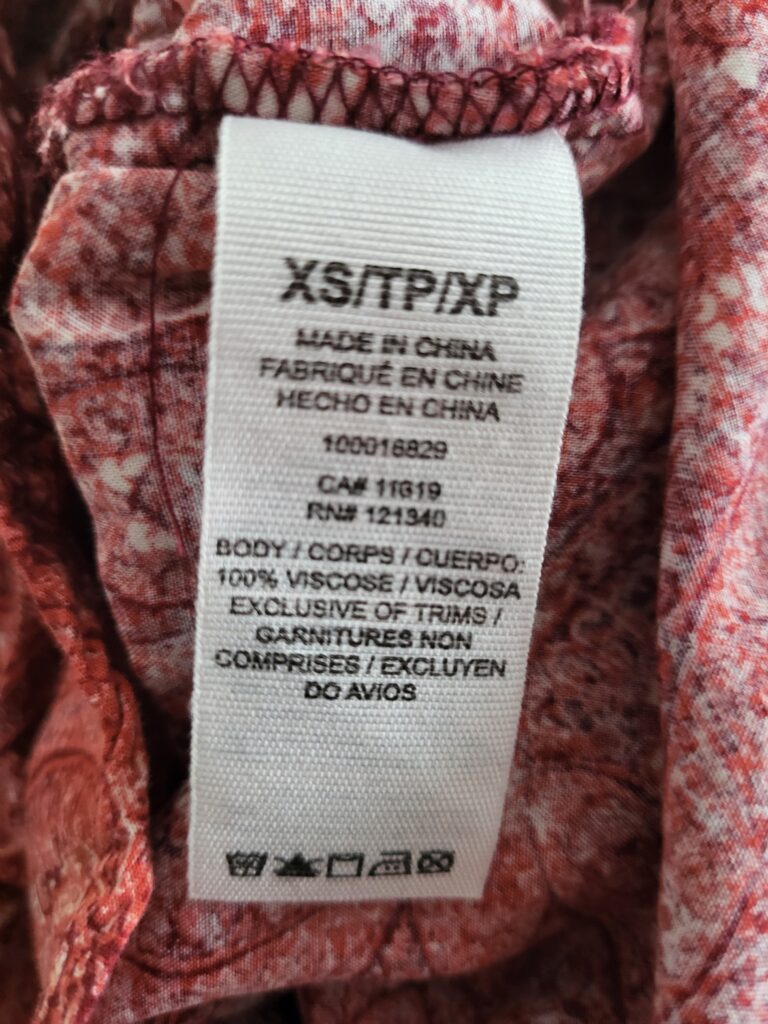 XS/TP/XP
MADE IN CHINA
FABRIQUÉ EN CHINE
HECHO EN CHINA
100016829
CA# 11619
RN# 121340
BODY / CORPS / CUERPO:
100% VISCOSE / VISCOSA
EXCLUSIVE OF TRIMS /
GARNITURES NON
COMPRISES / EXCLUYEN
DO AVIOS